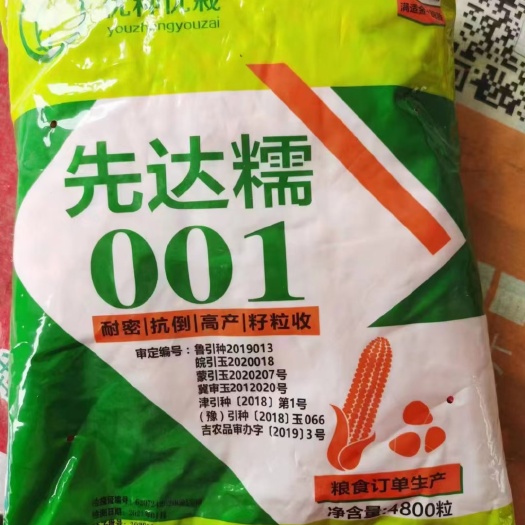 优种优栽
youzhongyouzai
先达糯
001
耐密|抗倒|高产|籽粒收
审定编号：鲁引种2019013
皖引玉2020018
蒙引玉2020207号
冀审玉2012020号
津引种［2018］第1号
（豫）引种［2018］玉066
吉农品审办字［2019］3号
粮食订单生产
净含量:4800粒